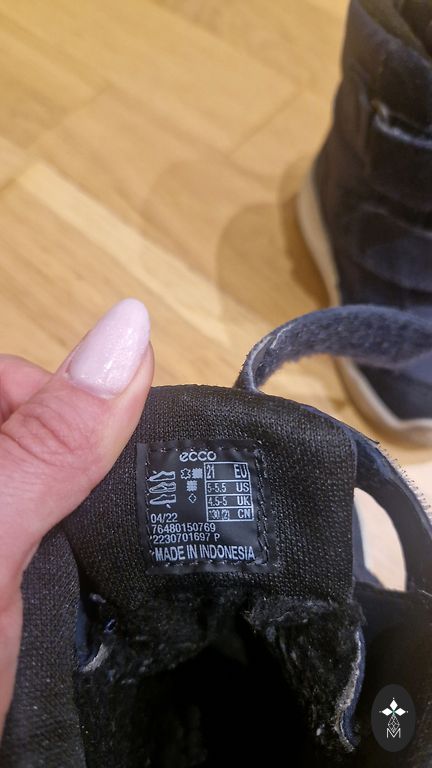 ecco
21 EU
5-5.5 US
4.5-5 UK
130 (2) CN
04/22
76480150769
2230701697 P
MADE IN INDONESIA
M